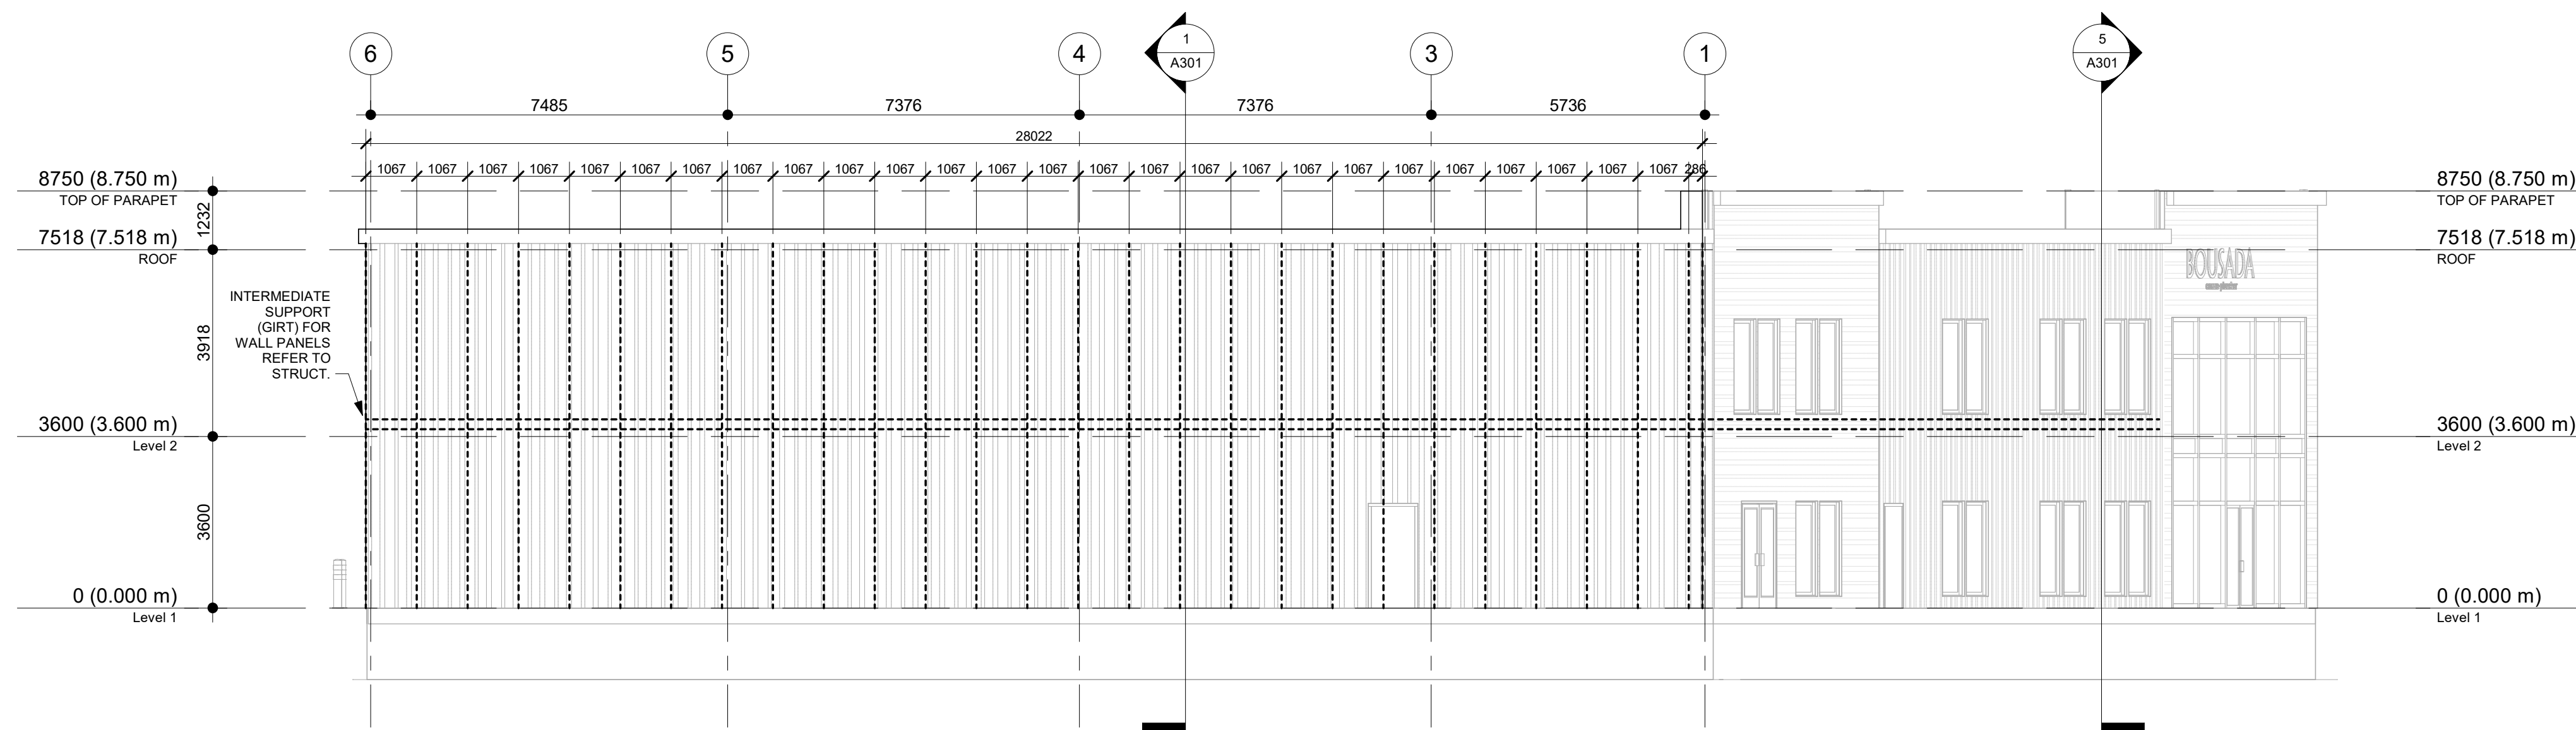 6
5
4
1
A301
3
1
5
A301
7485 7376 7376 5736
28022
1067 1067 1067 1067 1067 1067 1067 1067 1067 1067 1067 1067 1067 1067 1067 1067 1067 1067 1067 1067 1067 1067 1067 1067 1067 1067 286
8750 (8.750 m)
TOP OF PARAPET
1232
7518 (7.518 m)
ROOF
INTERMEDIATE
SUPPORT
(GIRT) FOR
WALL PANELS
REFER TO
STRUCT.
3918
3600 (3.600 m)
Level 2
3600
0 (0.000 m)
Level 1
BOUSADA
8750 (8.750 m)
TOP OF PARAPET
7518 (7.518 m)
ROOF
3600 (3.600 m)
Level 2
0 (0.000 m)
Level 1